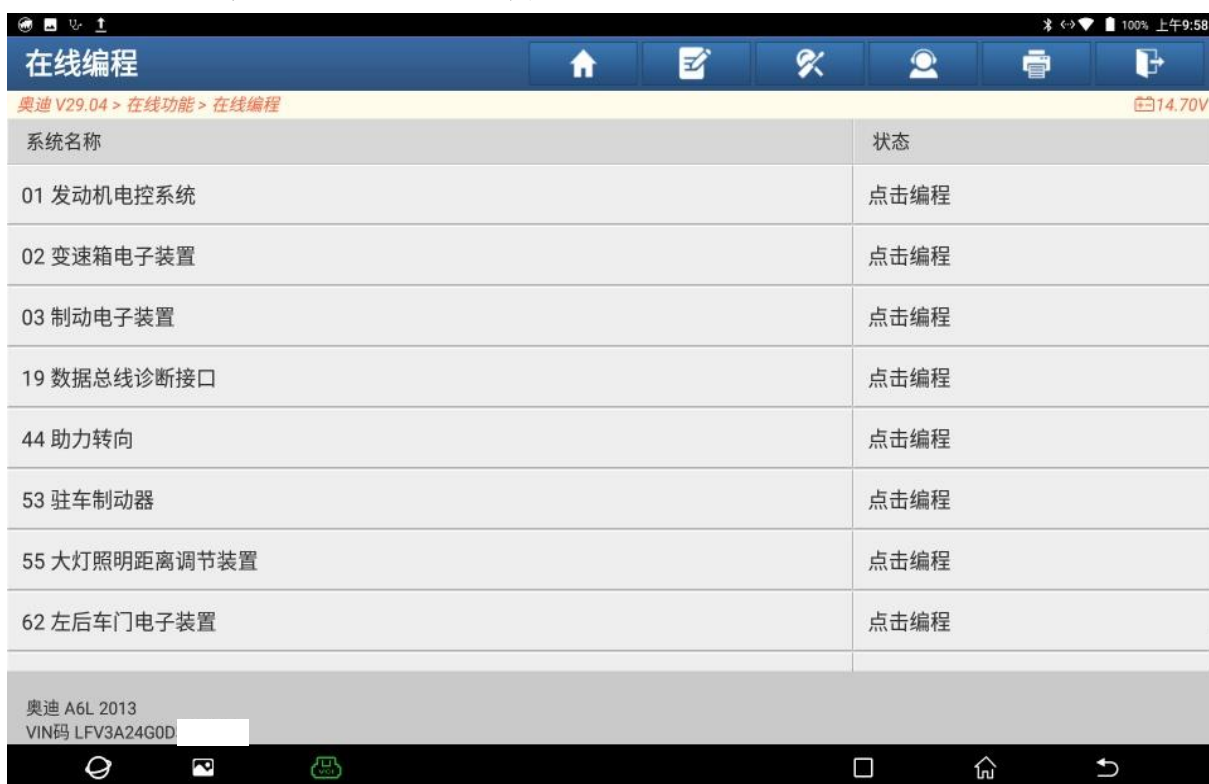 100% 上午9:58
在线编程
奥迪 V29.04 > 在线功能 > 在线编程 14.70V
系统名称 状态
01 发动机电控系统 点击编程
02 变速箱电子装置 点击编程
03 制动电子装置 点击编程
19 数据总线诊断接口 点击编程
44 助力转向 点击编程
53 驻车制动器 点击编程
55 大灯照明距离调节装置 点击编程
62 左后车门电子装置 点击编程
奥迪 A6L 2013
VIN码 LFV3A24G0D
VCI